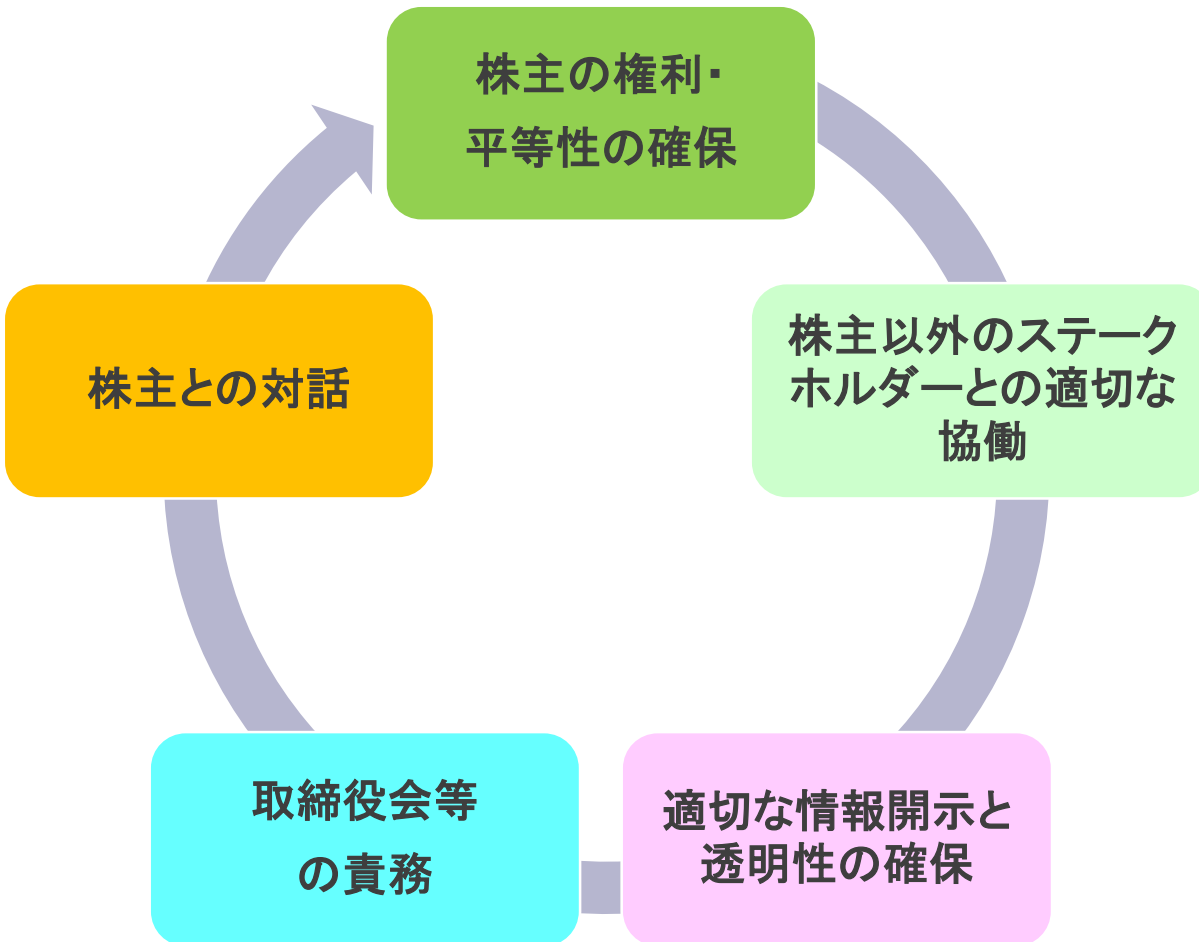 株主の権利・
平等性の確保
株主以外のステーク
ホルダーとの適切な
協働
適切な情報開示と
透明性の確保
取締役会等
の責務
株主との対話